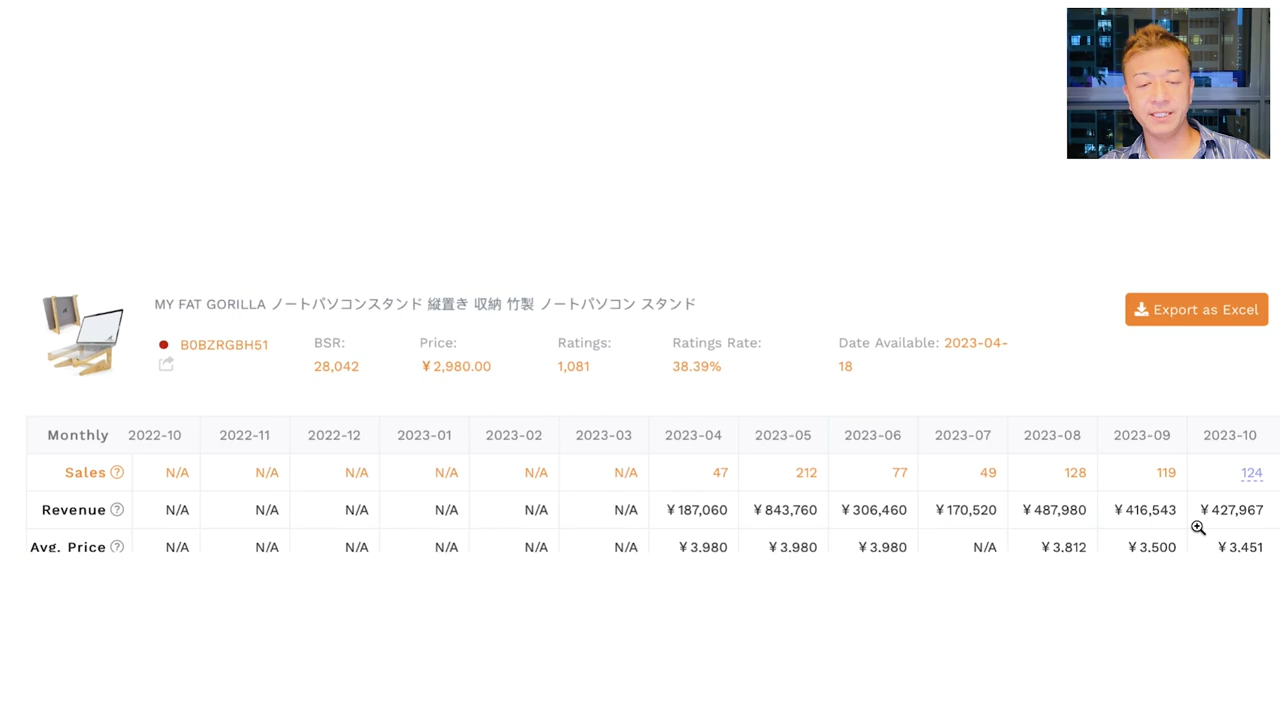 MY FAT GORILLA ノートパソコンスタンド 縦置き 収納 竹製 ノートパソコン スタンド
Export as Excel
B0BZRGBH51 BSR: Price: Ratings: Ratings Rate: Date Available: 2023-04-
28,042 ¥2,980.00 1,081 38.39% 18
Monthly 2022-10 2022-11 2022-12 2023-01 2023-02 2023-03 2023-04 2023-05 2023-06 2023-07 2023-08 2023-09 2023-10
Sales ? N/A N/A N/A N/A N/A N/A 47 212 77 49 128 119 124
Revenue ? N/A N/A N/A N/A N/A N/A ¥187,060 ¥843,760 ¥306,460 ¥170,520 ¥487,980 ¥416,543 ¥427,967
Avg. Price ? N/A N/A N/A N/A N/A N/A ¥3.980 ¥3.980 ¥3.980 N/A ¥3.812 ¥3.500 ¥3.451